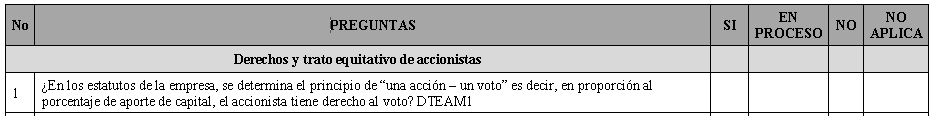 No PREGUNTAS SI EN PROCESO NO NO APLICA
Derechos y trato equitativo de accionistas
1 ¿En los estatutos de la empresa, se determina el principio de “una acción – un voto” es decir, en proporción al
porcentaje de aporte de capital, el accionista tiene derecho al voto? DTEAM1